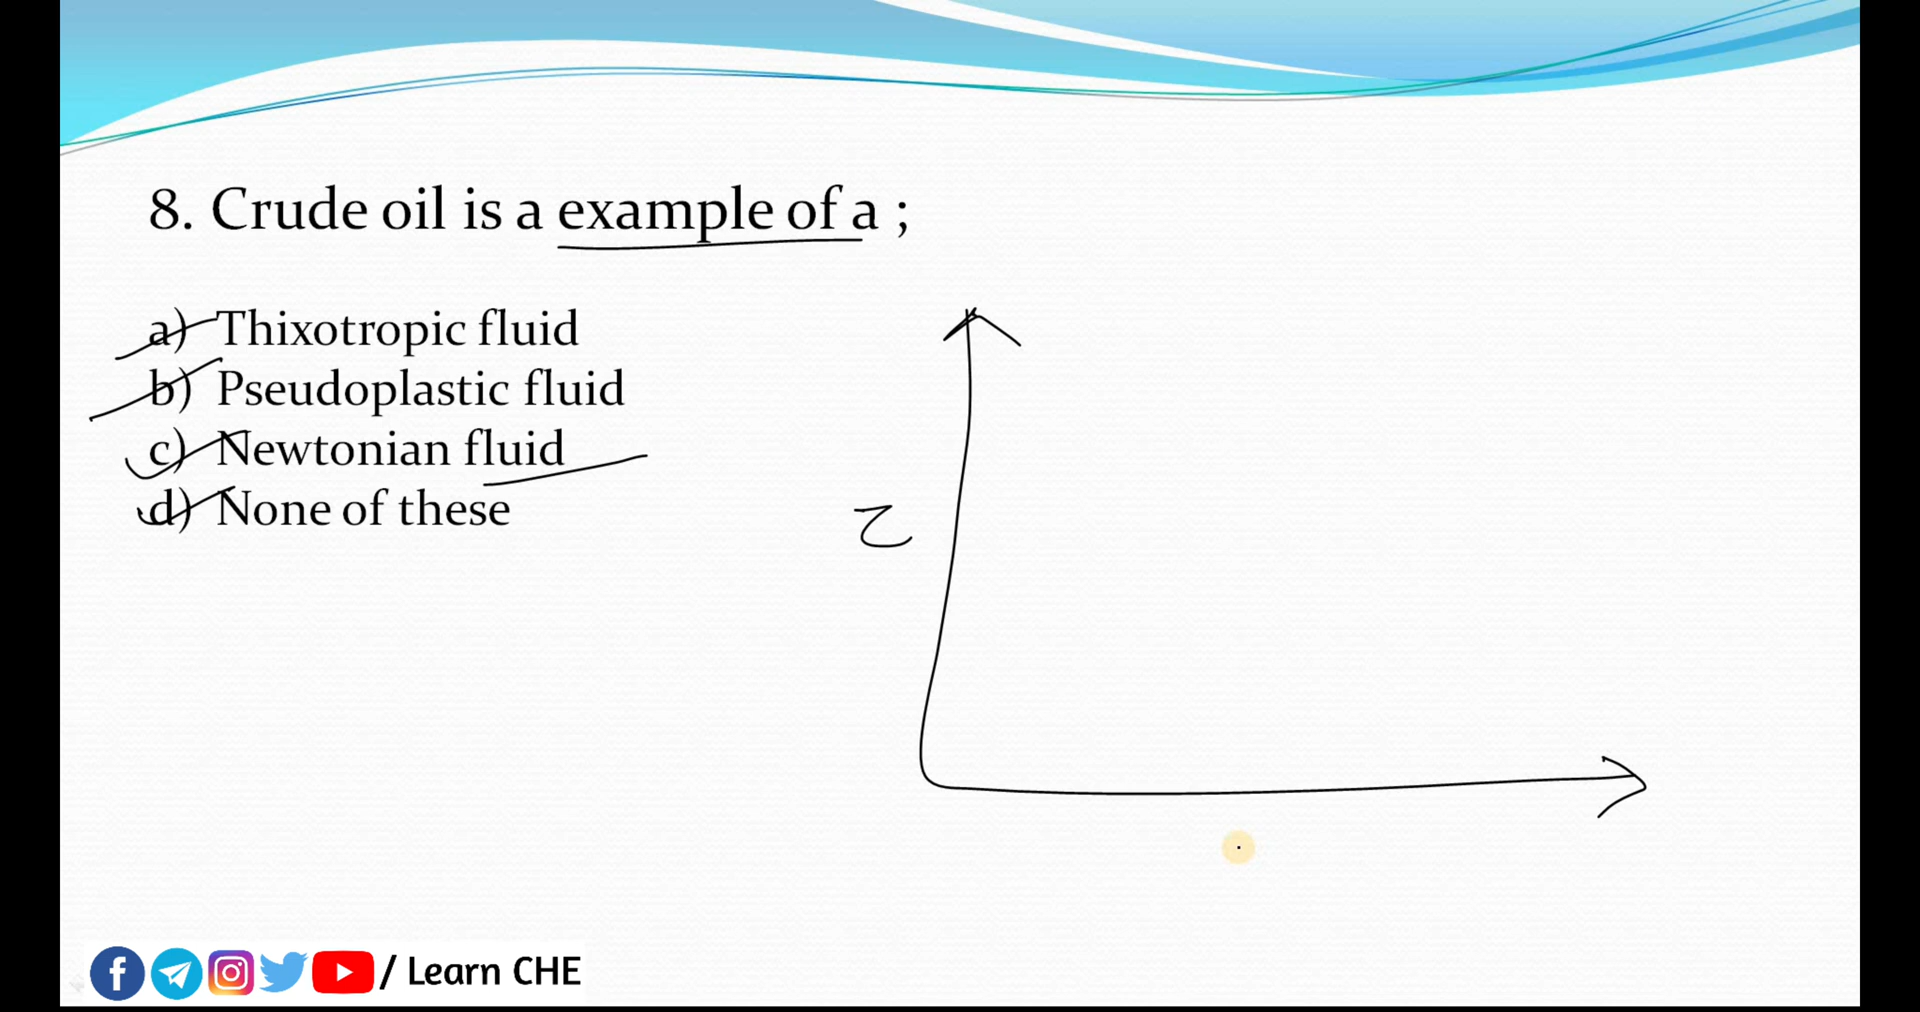 8. Crude oil is a example of a ;
a) Thixotropic fluid
b) Pseudoplastic fluid
c) Newtonian fluid
d) None of these
τ
/ Learn CHE